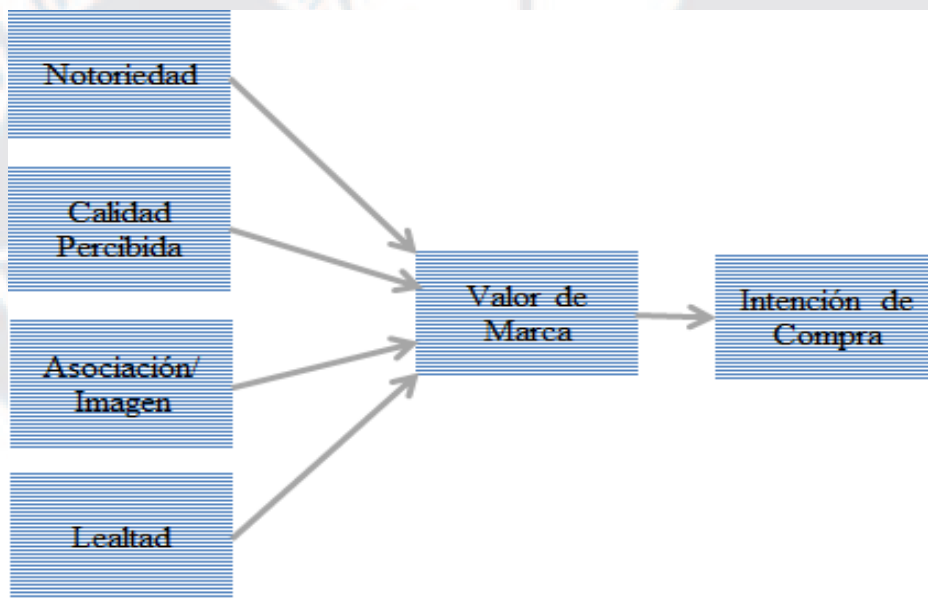 Notoriedad
Calidad
Percibida
Asociación/
Imagen
Lealtad
Valor de
Marca
Intención de
Compra